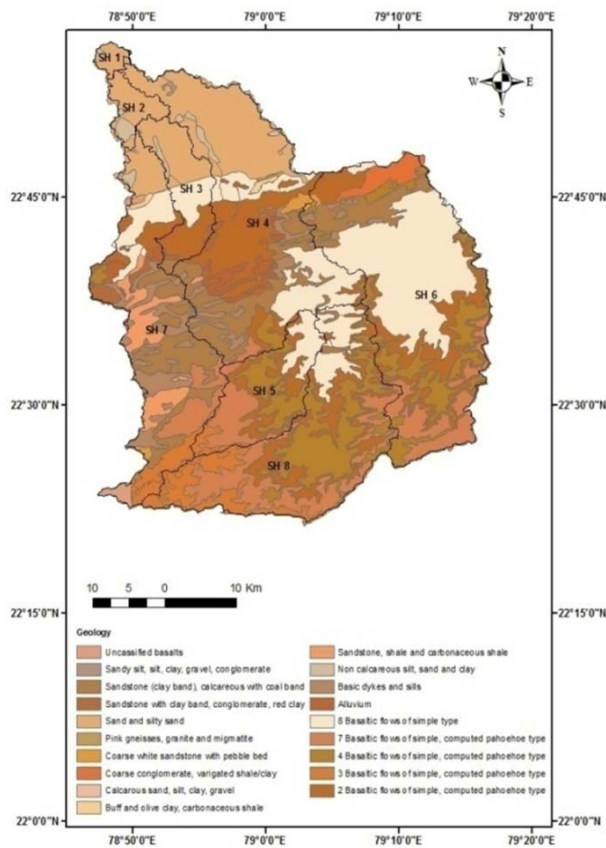 78°50'0"E 79°0'0"E 79°10'0"E 79°20'0"E
N
W E
S
SH 1
SH 2
22°45'0"N 22°45'0"N
SH 3
SH 4
SH 6
SH 7
22°30'0"N 22°30'0"N
SH 5
SH 8
10 5 0 10 Km
22°15'0"N 22°15'0"N
Geology
Uncassified basalts
Sandy silt, silt, clay, gravel, conglomerate
Sandstone (clay band), calcareous with coal band
Sandstone with clay band, conglomerate, red clay
Sand and silty sand
Pink gneisses, granite and migmatite
Coarse white sandstone with pebble bed
Coarse conglomerate, varigated shale/clay
Calcarous sand, silt, clay, gravel
Buff and olive clay, carbonaceous shale
Sandstone, shale and carbonaceous shale
Non calcareous silt, sand and clay
Basic dykes and sills
Alluvium
8 Basaltic flows of simple type
7 Basaltic flows of simple, computed pahoehoe type
4 Basaltic flows of simple, computed pahoehoe type
3 Basaltic flows of simple, computed pahoehoe type
2 Basaltic flows of simple, computed pahoehoe type
22°0'0"N 22°0'0"N
78°50'0"E 79°0'0"E 79°10'0"E 79°20'0"E